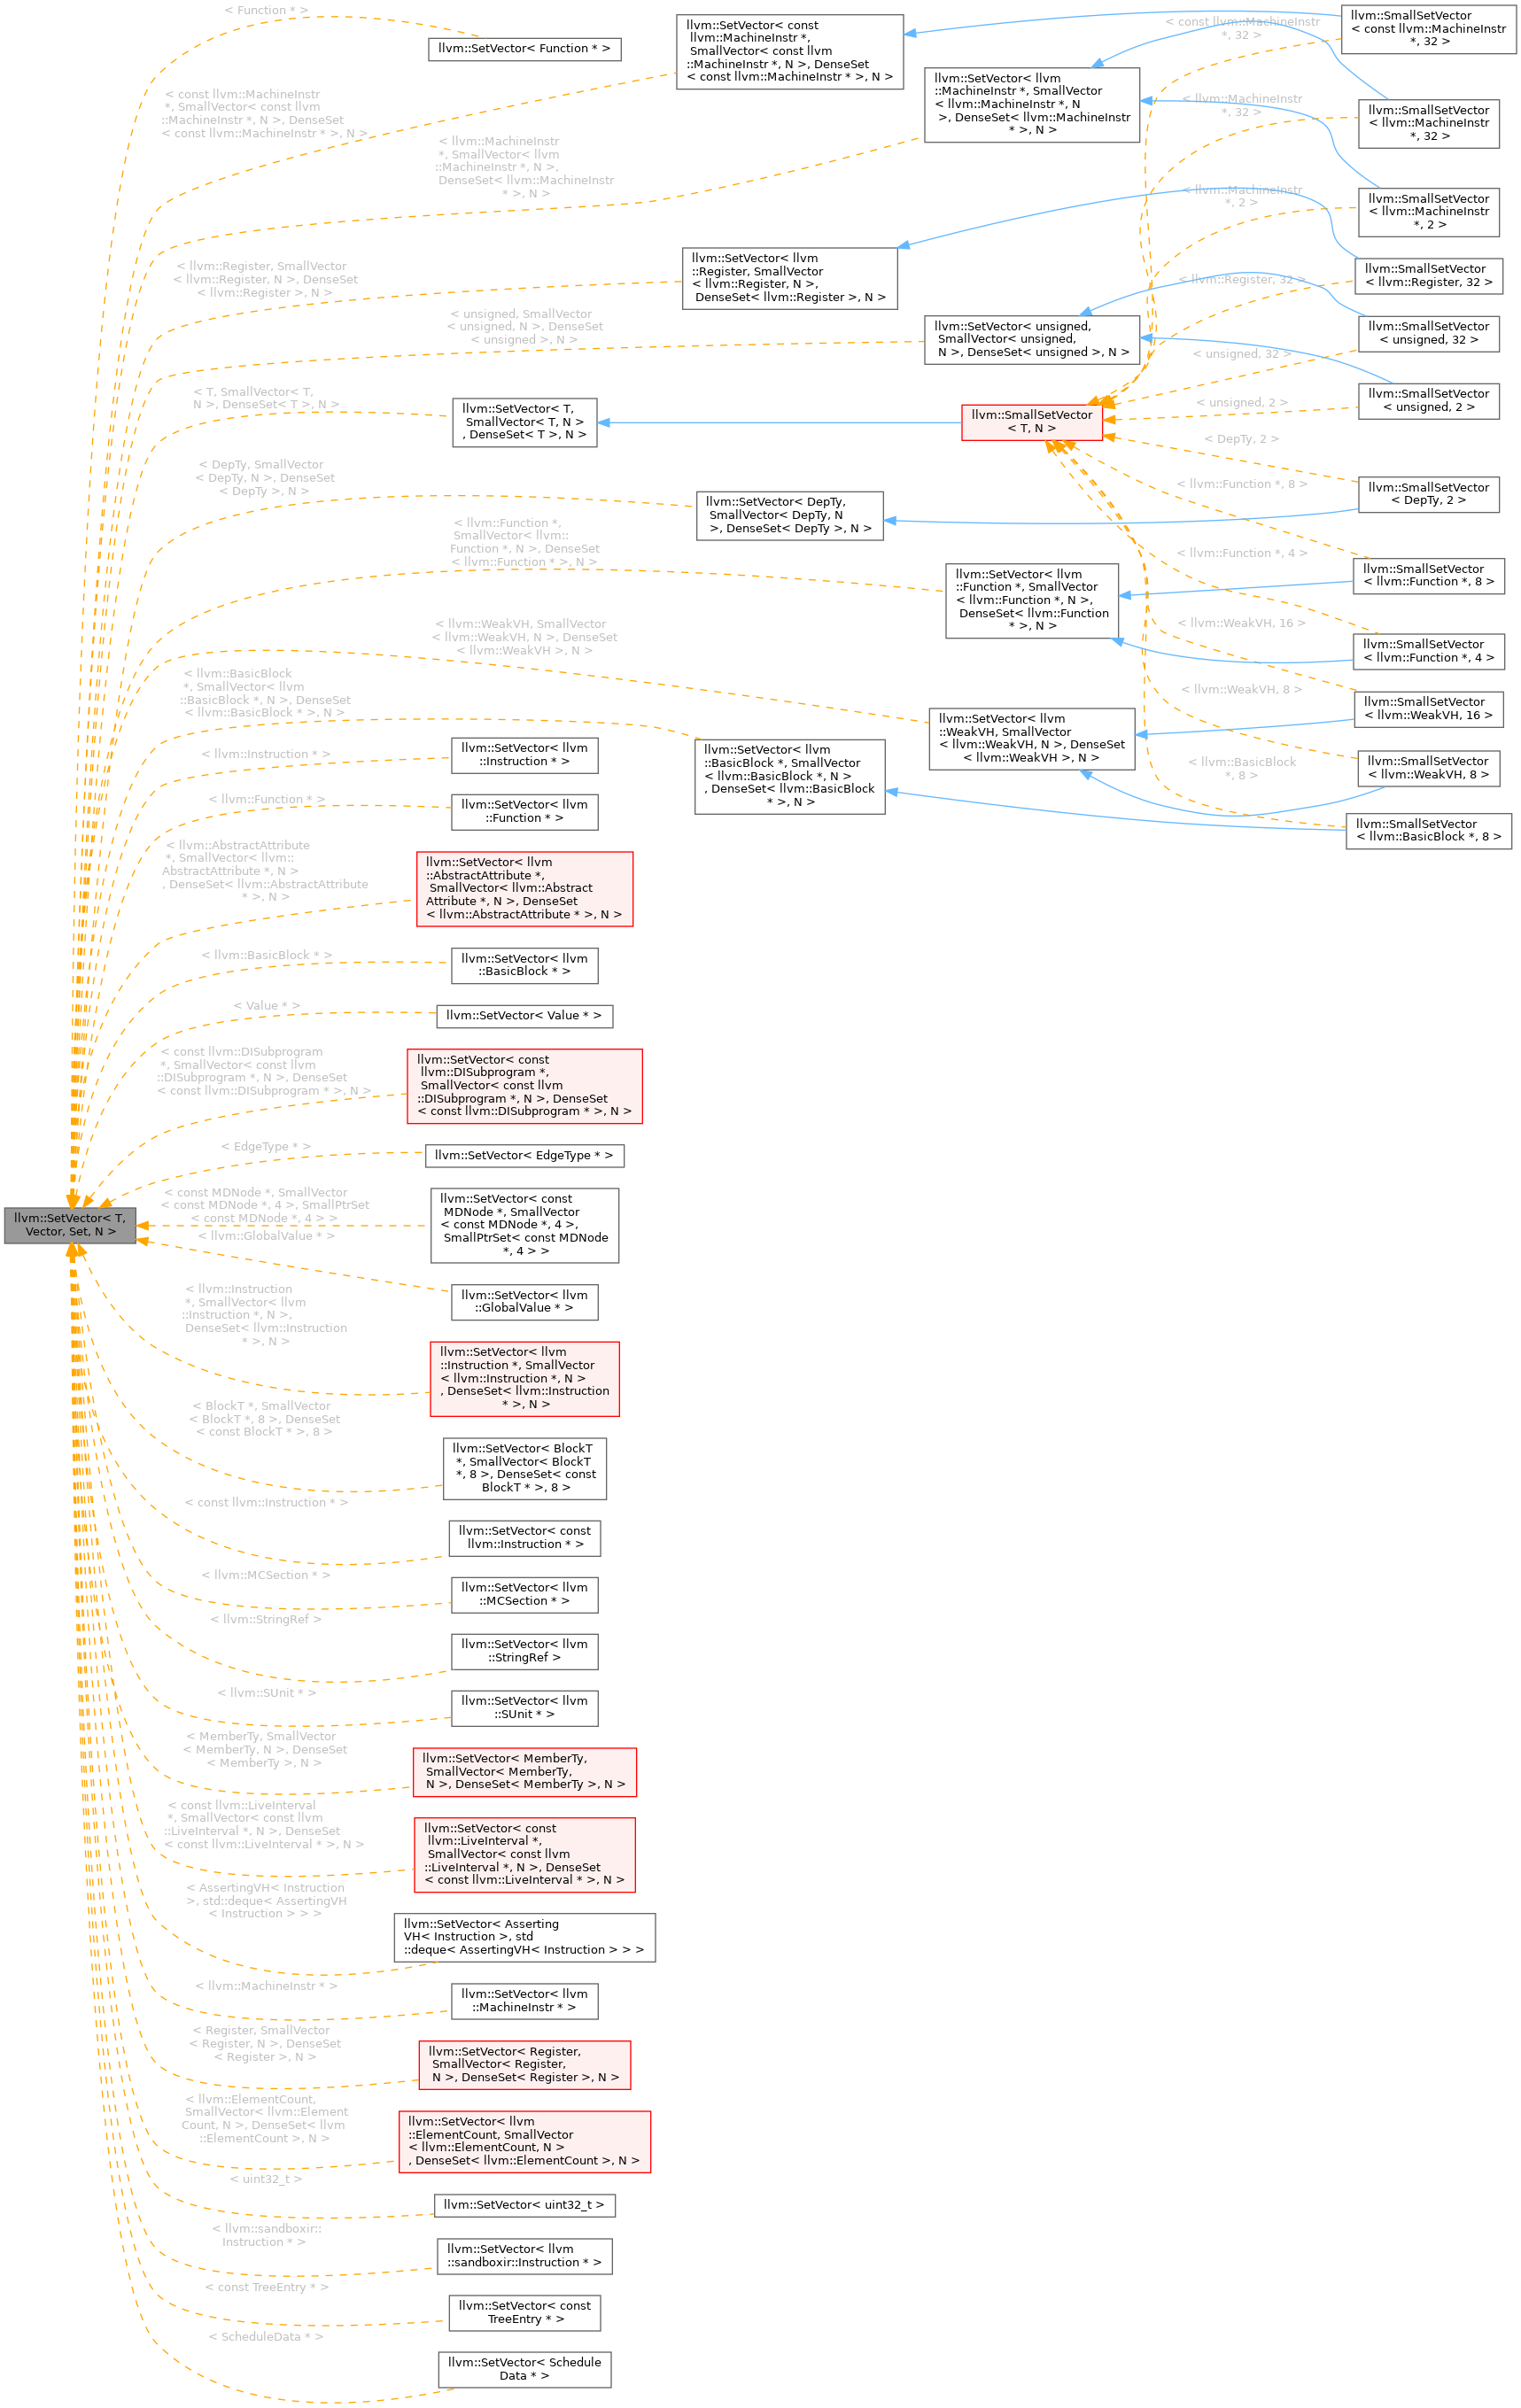 < Function * >
llvm::SetVector< Function * >
llvm::SetVector< const
llvm::MachineInstr *,
SmallVector< const llvm
::MachineInstr *, N >, DenseSet
< const llvm::MachineInstr * >, N >
< const llvm::MachineInstr
*, 32 >
llvm::SmallSetVector
< const llvm::MachineInstr
*, 32 >
< const llvm::MachineInstr
*, SmallVector< const llvm
::MachineInstr *, N >, DenseSet
< const llvm::MachineInstr * >, N >
< llvm::MachineInstr
*, SmallVector< llvm
::MachineInstr *, N >,
DenseSet< llvm::MachineInstr
* >, N >
llvm::SetVector< llvm
::MachineInstr *, SmallVector
< llvm::MachineInstr *, N
>, DenseSet< llvm::MachineInstr
* >, N >
< llvm::MachineInstr
*, 32 >
llvm::SmallSetVector
< llvm::MachineInstr
*, 32 >
< llvm::MachineInstr
*, 2 >
llvm::SmallSetVector
< llvm::MachineInstr
*, 2 >
< llvm::Register, SmallVector
< llvm::Register, N >, DenseSet
< llvm::Register >, N >
llvm::SetVector< llvm
::Register, SmallVector
< llvm::Register, N >,
DenseSet< llvm::Register >, N >
< llvm::Register, 32 >
llvm::SmallSetVector
< llvm::Register, 32 >
< unsigned, SmallVector
< unsigned, N >, DenseSet
< unsigned >, N >
llvm::SetVector< unsigned,
SmallVector< unsigned,
N >, DenseSet< unsigned >, N >
< unsigned, 32 >
llvm::SmallSetVector
< unsigned, 32 >
< T, SmallVector< T,
N >, DenseSet< T >, N >
llvm::SetVector< T,
SmallVector< T, N >
, DenseSet< T >, N >
llvm::SmallSetVector
< T, N >
< unsigned, 2 >
llvm::SmallSetVector
< unsigned, 2 >
< DepTy, SmallVector
< DepTy, N >, DenseSet
< DepTy >, N >
llvm::SetVector< DepTy,
SmallVector< DepTy, N
>, DenseSet< DepTy >, N >
< DepTy, 2 >
llvm::SmallSetVector
< DepTy, 2 >
< llvm::Function *,
SmallVector< llvm::
Function *, N >, DenseSet
< llvm::Function * >, N >
llvm::SetVector< llvm
::Function *, SmallVector
< llvm::Function *, N >,
DenseSet< llvm::Function
* >, N >
< llvm::Function *, 8 >
llvm::SmallSetVector
< llvm::Function *, 8 >
< llvm::Function *, 4 >
llvm::SmallSetVector
< llvm::Function *, 4 >
< llvm::WeakVH, SmallVector
< llvm::WeakVH, N >, DenseSet
< llvm::WeakVH >, N >
llvm::SetVector< llvm
::WeakVH, SmallVector
< llvm::WeakVH, N >, DenseSet
< llvm::WeakVH >, N >
< llvm::WeakVH, 16 >
llvm::SmallSetVector
< llvm::WeakVH, 16 >
< llvm::WeakVH, 8 >
llvm::SmallSetVector
< llvm::WeakVH, 8 >
< llvm::BasicBlock
*, SmallVector< llvm
::BasicBlock *, N >, DenseSet
< llvm::BasicBlock * >, N >
llvm::SetVector< llvm
::BasicBlock *, SmallVector
< llvm::BasicBlock *, N >
, DenseSet< llvm::BasicBlock
* >, N >
< llvm::BasicBlock
*, 8 >
llvm::SmallSetVector
< llvm::BasicBlock *, 8 >
< llvm::Instruction * >
llvm::SetVector< llvm
::Instruction * >
< llvm::Function * >
llvm::SetVector< llvm
::Function * >
< llvm::AbstractAttribute
*, SmallVector< llvm::
AbstractAttribute *, N >
, DenseSet< llvm::AbstractAttribute
* >, N >
llvm::SetVector< llvm
::AbstractAttribute *,
SmallVector< llvm::Abstract
Attribute *, N >, DenseSet
< llvm::AbstractAttribute * >, N >
< llvm::BasicBlock * >
llvm::SetVector< llvm
::BasicBlock * >
< Value * >
llvm::SetVector< Value * >
< const llvm::DISubprogram
*, SmallVector< const llvm
::DISubprogram *, N >, DenseSet
< const llvm::DISubprogram * >, N >
llvm::SetVector< const
llvm::DISubprogram *,
SmallVector< const llvm
::DISubprogram *, N >, DenseSet
< const llvm::DISubprogram * >, N >
< EdgeType * >
llvm::SetVector< EdgeType * >
llvm::SetVector< T,
Vector, Set, N >
< const MDNode *, SmallVector
< const MDNode *, 4 >, SmallPtrSet
< const MDNode *, 4 > >
llvm::SetVector< const
MDNode *, SmallVector
< const MDNode *, 4 >,
SmallPtrSet< const MDNode
*, 4 > >
< llvm::GlobalValue * >
llvm::SetVector< llvm
::GlobalValue * >
< llvm::Instruction
*, SmallVector< llvm
::Instruction *, N >,
DenseSet< llvm::Instruction
* >, N >
llvm::SetVector< llvm
::Instruction *, SmallVector
< llvm::Instruction *, N >
, DenseSet< llvm::Instruction
* >, N >
< BlockT *, SmallVector
< BlockT *, 8 >, DenseSet
< const BlockT * >, 8 >
llvm::SetVector< BlockT
*, SmallVector< BlockT
*, 8 >, DenseSet< const
BlockT * >, 8 >
< const llvm::Instruction * >
llvm::SetVector< const
llvm::Instruction * >
< llvm::MCSection * >
llvm::SetVector< llvm
::MCSection * >
< llvm::StringRef >
llvm::SetVector< llvm
::StringRef >
< llvm::SUnit * >
llvm::SetVector< llvm
::SUnit * >
< MemberTy, SmallVector
< MemberTy, N >, DenseSet
< MemberTy >, N >
llvm::SetVector< MemberTy,
SmallVector< MemberTy,
N >, DenseSet< MemberTy >, N >
< const llvm::LiveInterval
*, SmallVector< const llvm
::LiveInterval *, N >, DenseSet
< const llvm::LiveInterval * >, N >
llvm::SetVector< const
llvm::LiveInterval *,
SmallVector< const llvm
::LiveInterval *, N >, DenseSet
< const llvm::LiveInterval * >, N >
< AssertingVH< Instruction
>, std::deque< AssertingVH
< Instruction > > >
llvm::SetVector< Asserting
VH< Instruction >, std
::deque< AssertingVH< Instruction > > >
< llvm::MachineInstr * >
llvm::SetVector< llvm
::MachineInstr * >
< Register, SmallVector
< Register, N >, DenseSet
< Register >, N >
llvm::SetVector< Register,
SmallVector< Register,
N >, DenseSet< Register >, N >
< llvm::ElementCount,
SmallVector< llvm::Element
Count, N >, DenseSet< llvm
::ElementCount >, N >
llvm::SetVector< llvm
::ElementCount, SmallVector
< llvm::ElementCount, N >
, DenseSet< llvm::ElementCount >, N >
< uint32_t >
llvm::SetVector< uint32_t >
< llvm::sandboxir::
Instruction * >
llvm::SetVector< llvm
::sandboxir::Instruction * >
< const TreeEntry * >
llvm::SetVector< const
TreeEntry * >
< ScheduleData * >
llvm::SetVector< Schedule
Data * >